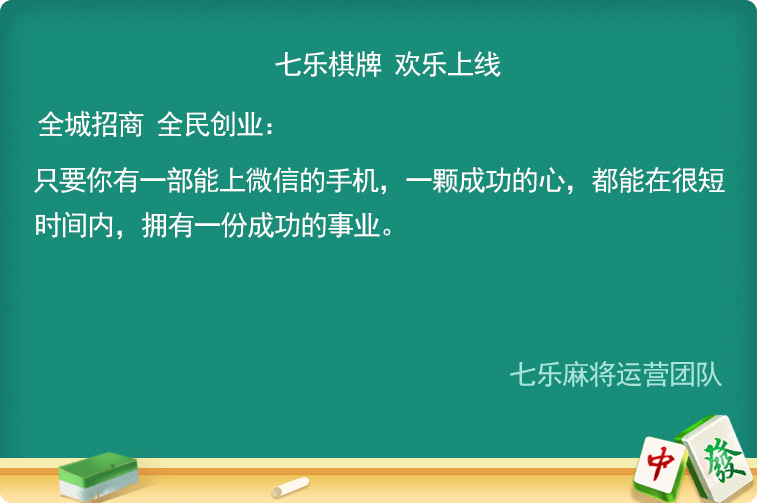 七乐棋牌 欢乐上线
全城招商 全民创业：
只要你有一部能上微信的手机，一颗成功的心，都能在很短
时间内，拥有一份成功的事业。
七乐麻将运营团队
中
發